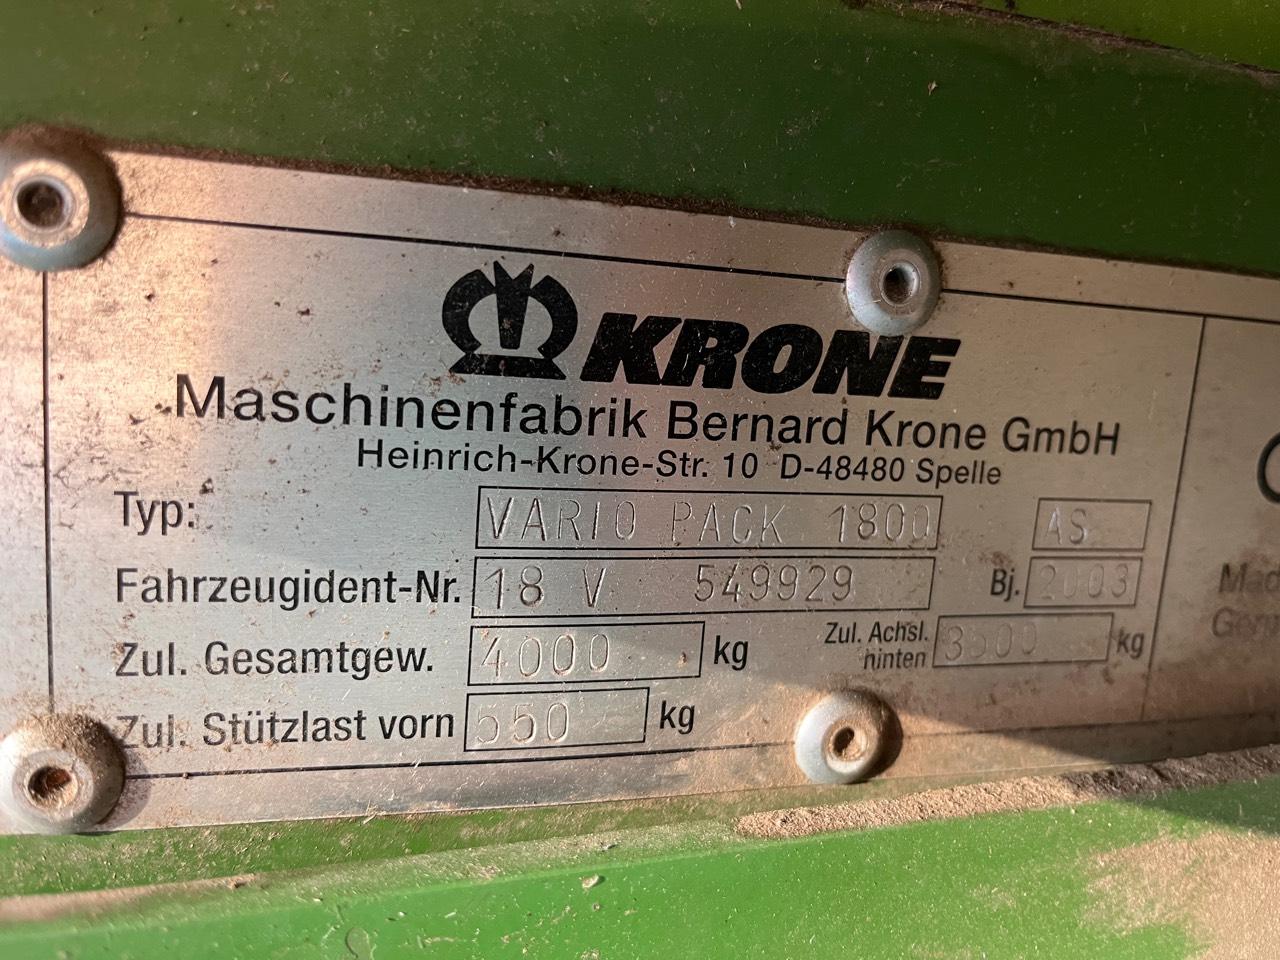 KRONE
Maschinenfabrik Bernard Krone GmbH
Heinrich-Krone-Str. 10 D-48480 Spelle
Typ: VARIO PACK 1800 AS
Fahrzeugident-Nr. 18 V 549929 Bj. 2003
Zul. Gesamtgew. 4000 kg Zul. Achsl. hinten 3500 kg
Zul. Stützlast vorn 550 kg